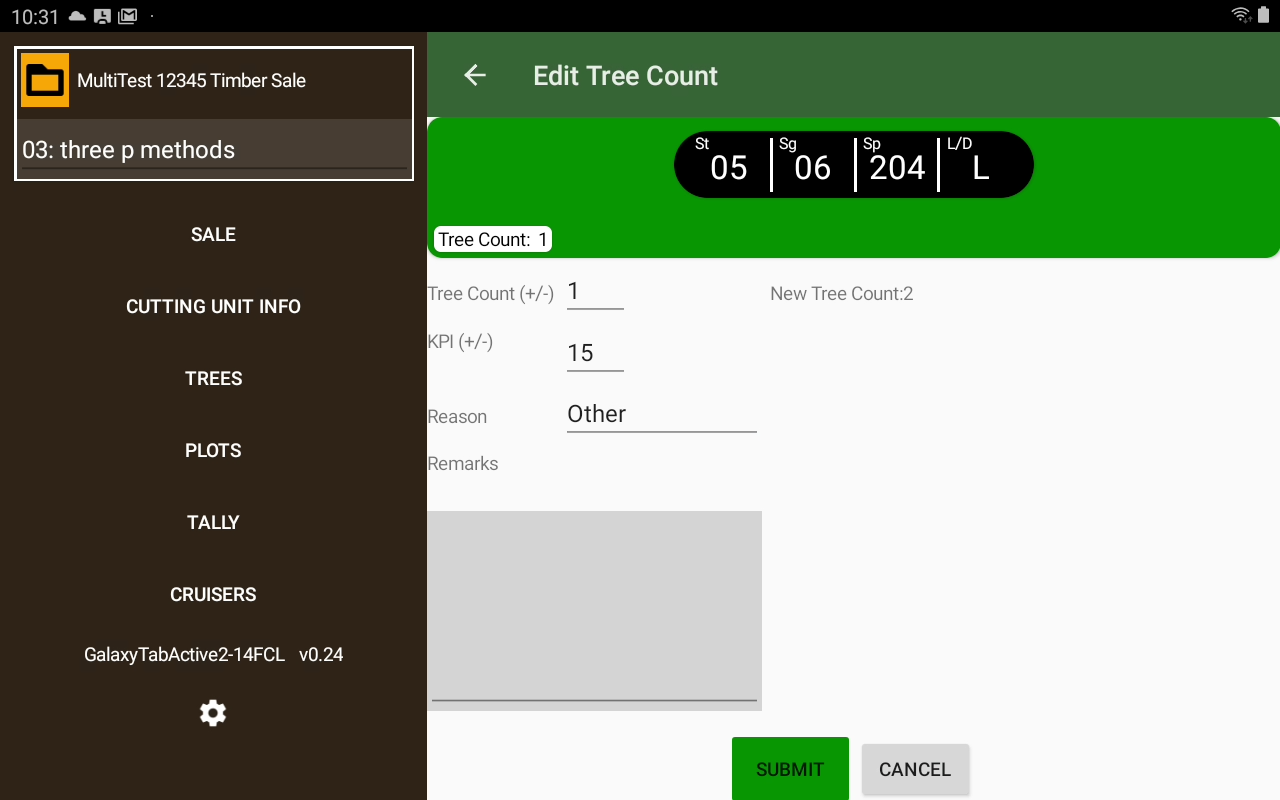 10:31
MultiTest 12345 Timber Sale
03: three p methods
SALE
CUTTING UNIT INFO
TREES
PLOTS
TALLY
CRUISERS
GalaxyTabActive2-14FCL v0.24
Edit Tree Count
St Sg Sp L/D
05 06 204 L
Tree Count: 1
Tree Count (+/-) 1 New Tree Count:2
KPI (+/-) 15
Reason Other
Remarks
SUBMIT CANCEL